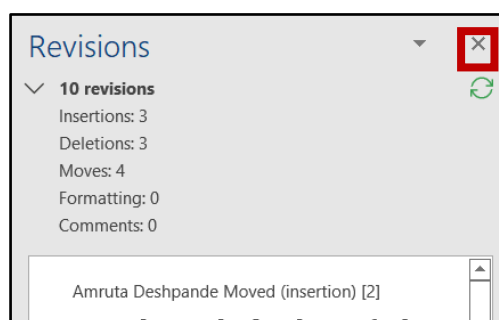 Revisions
10 revisions
Insertions: 3
Deletions: 3
Moves: 4
Formatting: 0
Comments: 0
Amruta Deshpande Moved (insertion) [2]